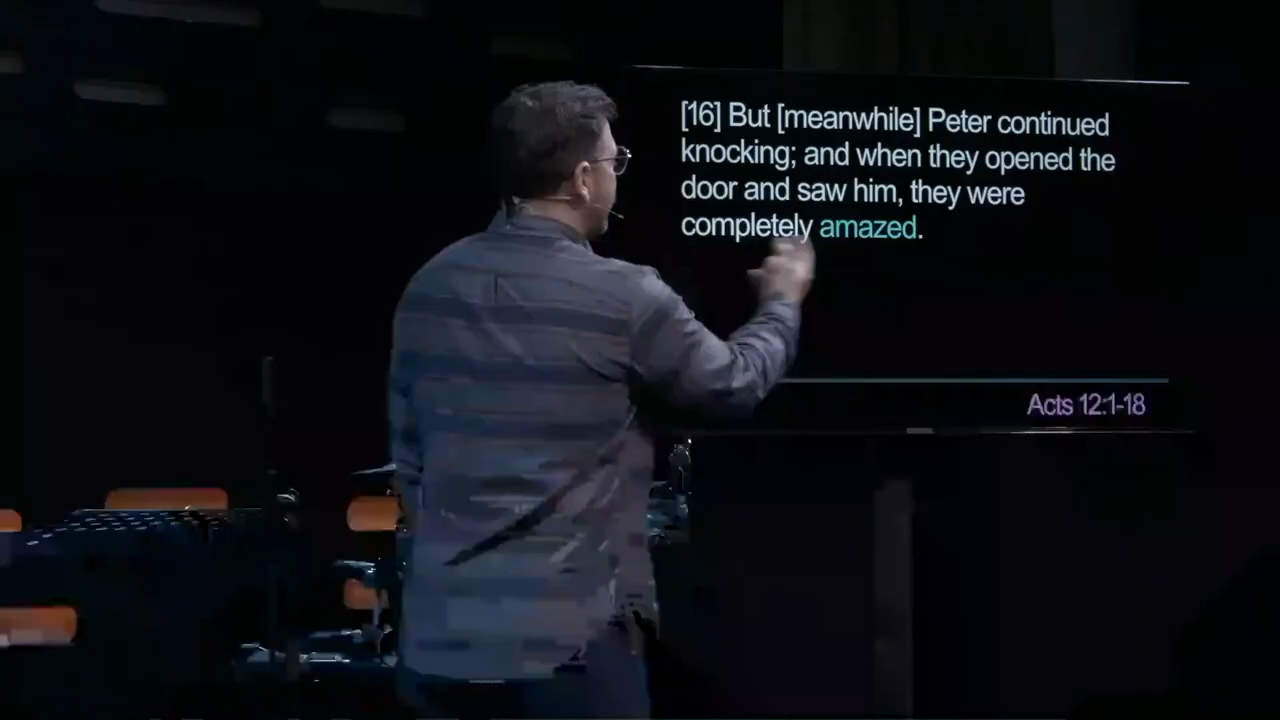 [16] But [meanwhile] Peter continued
knocking; and when they opened the
door and saw him, they were
completely amazed.
Acts 12:1-18